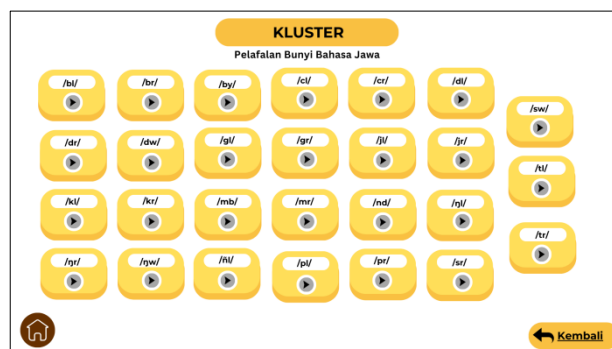 KLUSTER
Pelafalan Bunyi Bahasa Jawa
/bl/ /br/ /by/ /cl/ /cr/ /dl/
/sw/
/dr/ /dw/ /gl/ /gr/ /jl/ /jr/
/tl/
/kl/ /kr/ /mb/ /mr/ /nd/ /ŋl/
/tr/
/ŋr/ /ŋw/ /ñl/ /pl/ /pr/ /sr/
Kembali